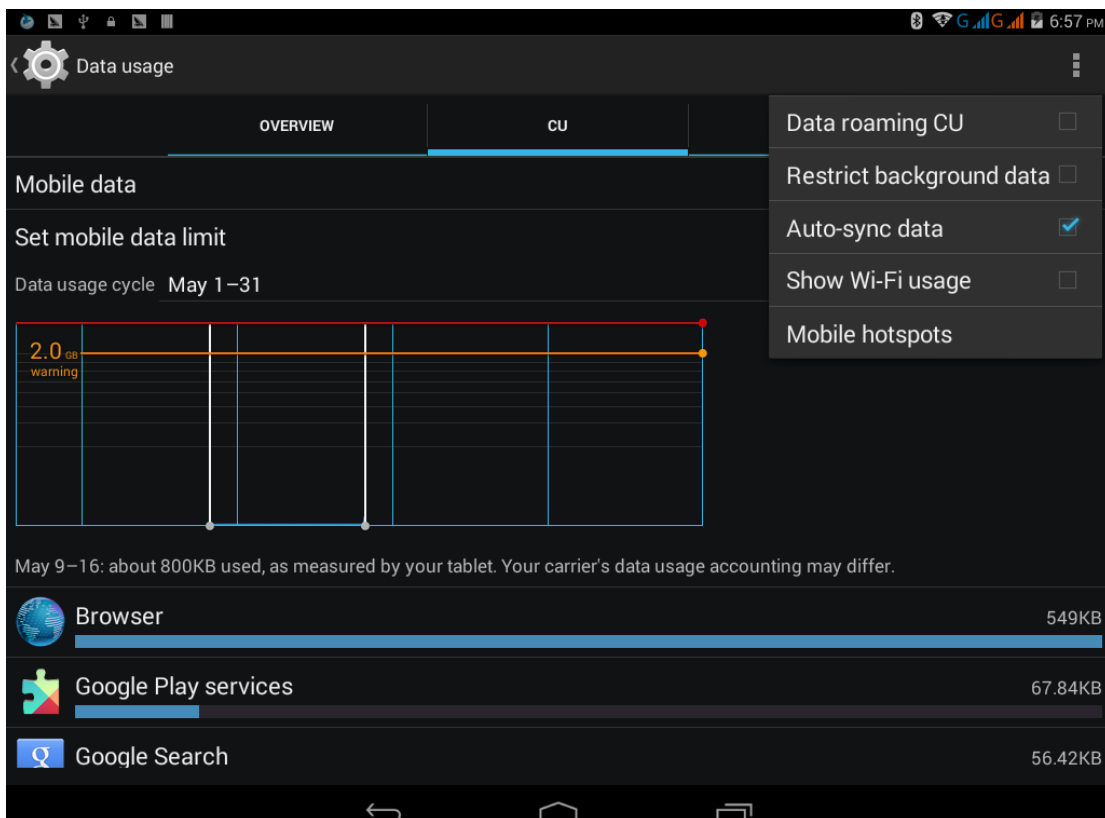 G G 6:57 PM
Data usage
OVERVIEW CU
Data roaming CU
Restrict background data
Auto-sync data
Show Wi-Fi usage
Mobile hotspots
Mobile data
Set mobile data limit
Data usage cycle May 1–31
2.0 GB
warning
May 9–16: about 800KB used, as measured by your tablet. Your carrier's data usage accounting may differ.
Browser 549KB
Google Play services 67.84KB
g
Google Search 56.42KB